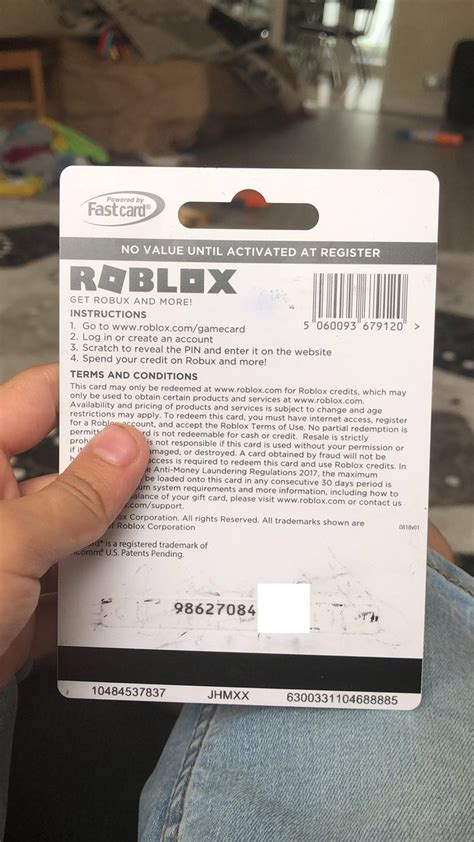 Powered by
Fastcard®
NO VALUE UNTIL ACTIVATED AT REGISTER
ROBLOX
GET ROBUX AND MORE!
INSTRUCTIONS
1. Go to www.roblox.com/gamecard
2. Log in or create an account
3. Scratch to reveal the PIN and enter it on the website
4. Spend your credit on Robux and more!
5 060093 679120 >
TERMS AND CONDITIONS
This card may only be redeemed at www.roblox.com for Roblox credits, which may
only be used to obtain certain products and services at www.roblox.com.
Availability and pricing of products and services is subject to change and age
restrictions may apply. To redeem this card, you must have internet access, register
for a account, and accept the Roblox Terms of Use. No partial redemption is
is not redeemable for cash or credit. Resale is strictly
is not responsible if this card is used without your permission or
if destroyed. A card obtained by fraud will not be
is required to redeem this card and use Roblox credits. In
Anti-Money Laundering Regulations 2017, the maximum
be loaded onto this card in any consecutive 30 days period is
system requirements and more information, including how to
of your gift card, please visit www.roblox.com or contact us
.com/support.
Corporation. All rights Reserved. All trademarks shown are
Roblox Corporation
0818v01
is a registered trademark of
U.S. Patents Pending.
98627084
10484537837
JHMXX
6300331104688885